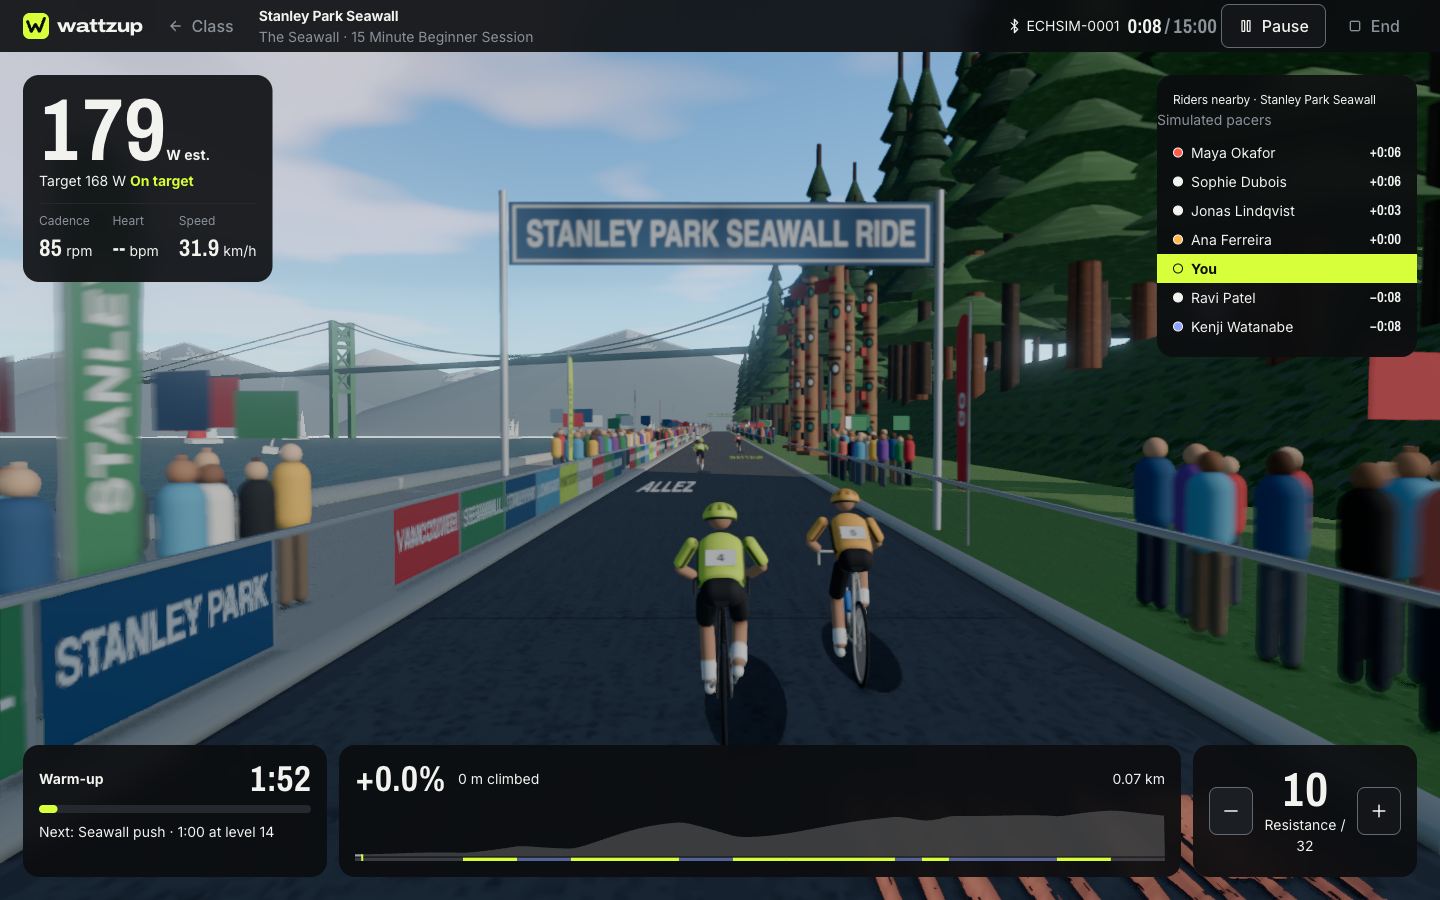 wattzup
Class
Stanley Park Seawall
The Seawall · 15 Minute Beginner Session
ECHSIM-0001
0:08 / 15:00
Pause
End
179 W est.
Target 168 W On target
Cadence Heart Speed
85 rpm -- bpm 31.9 km/h
Riders nearby · Stanley Park Seawall
Simulated pacers
Maya Okafor +0:06
Sophie Dubois +0:06
Jonas Lindqvist +0:03
Ana Ferreira +0:00
You
Ravi Patel −0:08
Kenji Watanabe −0:08
STANLEY PARK SEAWALL RIDE
STANLE
GO
ALLEZ
4
5
STANLEY PARK
Warm-up 1:52
Next: Seawall push · 1:00 at level 14
+0.0% 0 m climbed 0.07 km
−
10
+
Resistance /
32